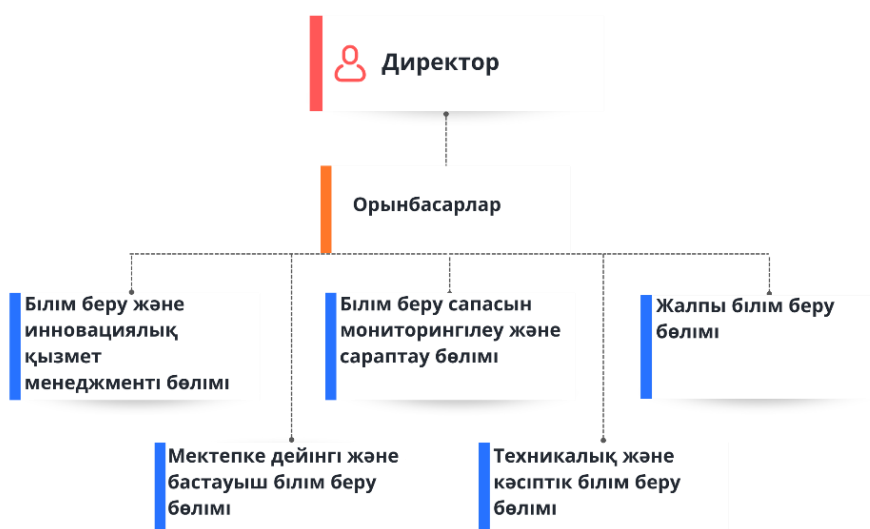 Директор
Орынбасарлар
Білім беру және
инновациялық
қызмет
менеджменті бөлімі
Білім беру сапасын
мониторингілеу және
сараптау бөлімі
Жалпы білім беру
бөлімі
Мектепке дейінгі және
бастауыш білім беру
бөлімі
Техникалық және
кәсіптік білім беру
бөлімі